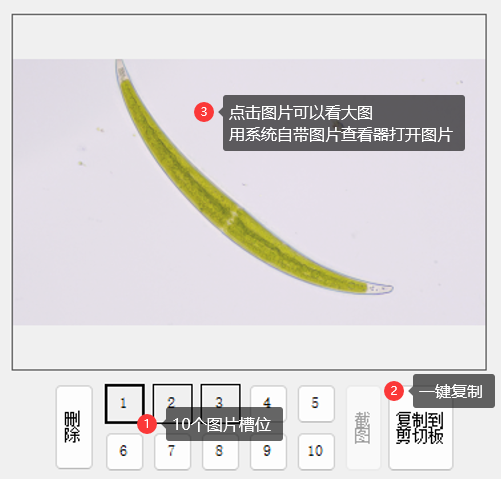 3
点击图片可以看大图
用系统自带图片查看器打开图片
2
一键复制
删除
1
2
3
4
5
截图
复制到
剪切板
1
10个图片槽位
6
7
8
9
10